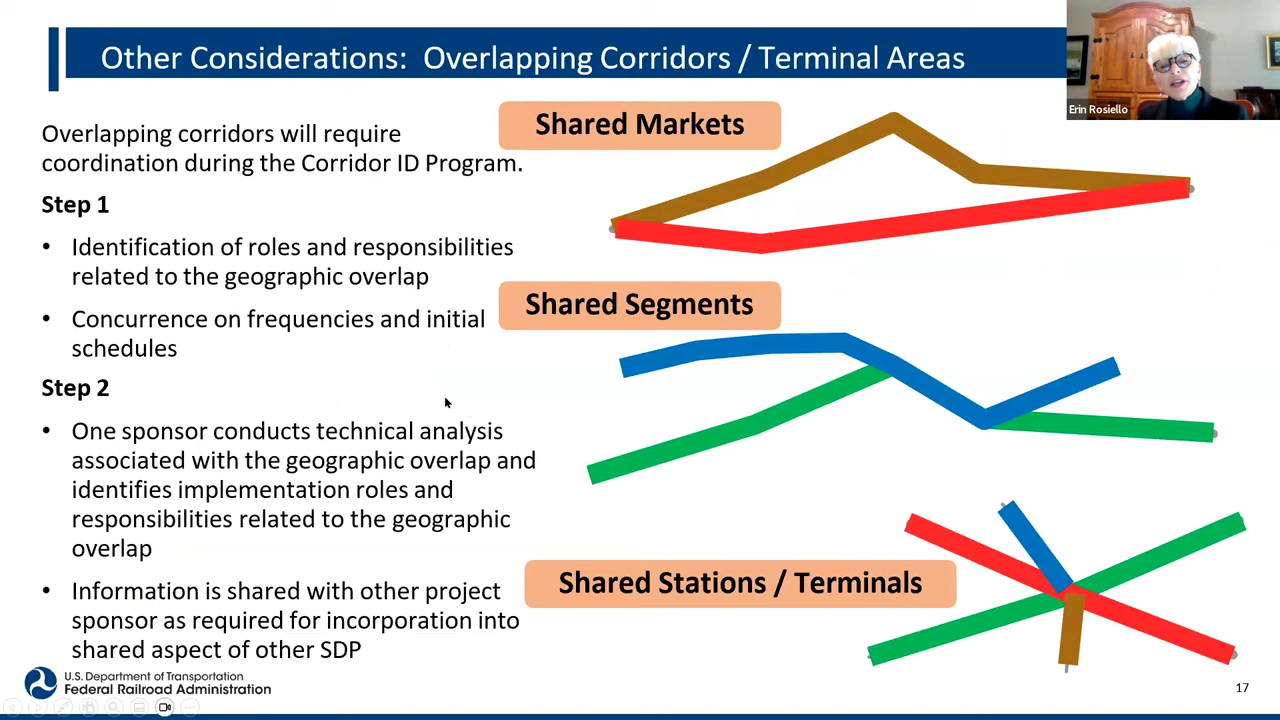 Other Considerations:  Overlapping Corridors / Terminal Areas
Erin Rosiello
Overlapping corridors will require
coordination during the Corridor ID Program.
Step 1
• Identification of roles and responsibilities
related to the geographic overlap
• Concurrence on frequencies and initial
schedules
Step 2
• One sponsor conducts technical analysis
associated with the geographic overlap and
identifies implementation roles and
responsibilities related to the geographic
overlap
• Information is shared with other project
sponsor as required for incorporation into
shared aspect of other SDP
Shared Markets
Shared Segments
Shared Stations / Terminals
U.S. Department of Transportation
Federal Railroad Administration
17